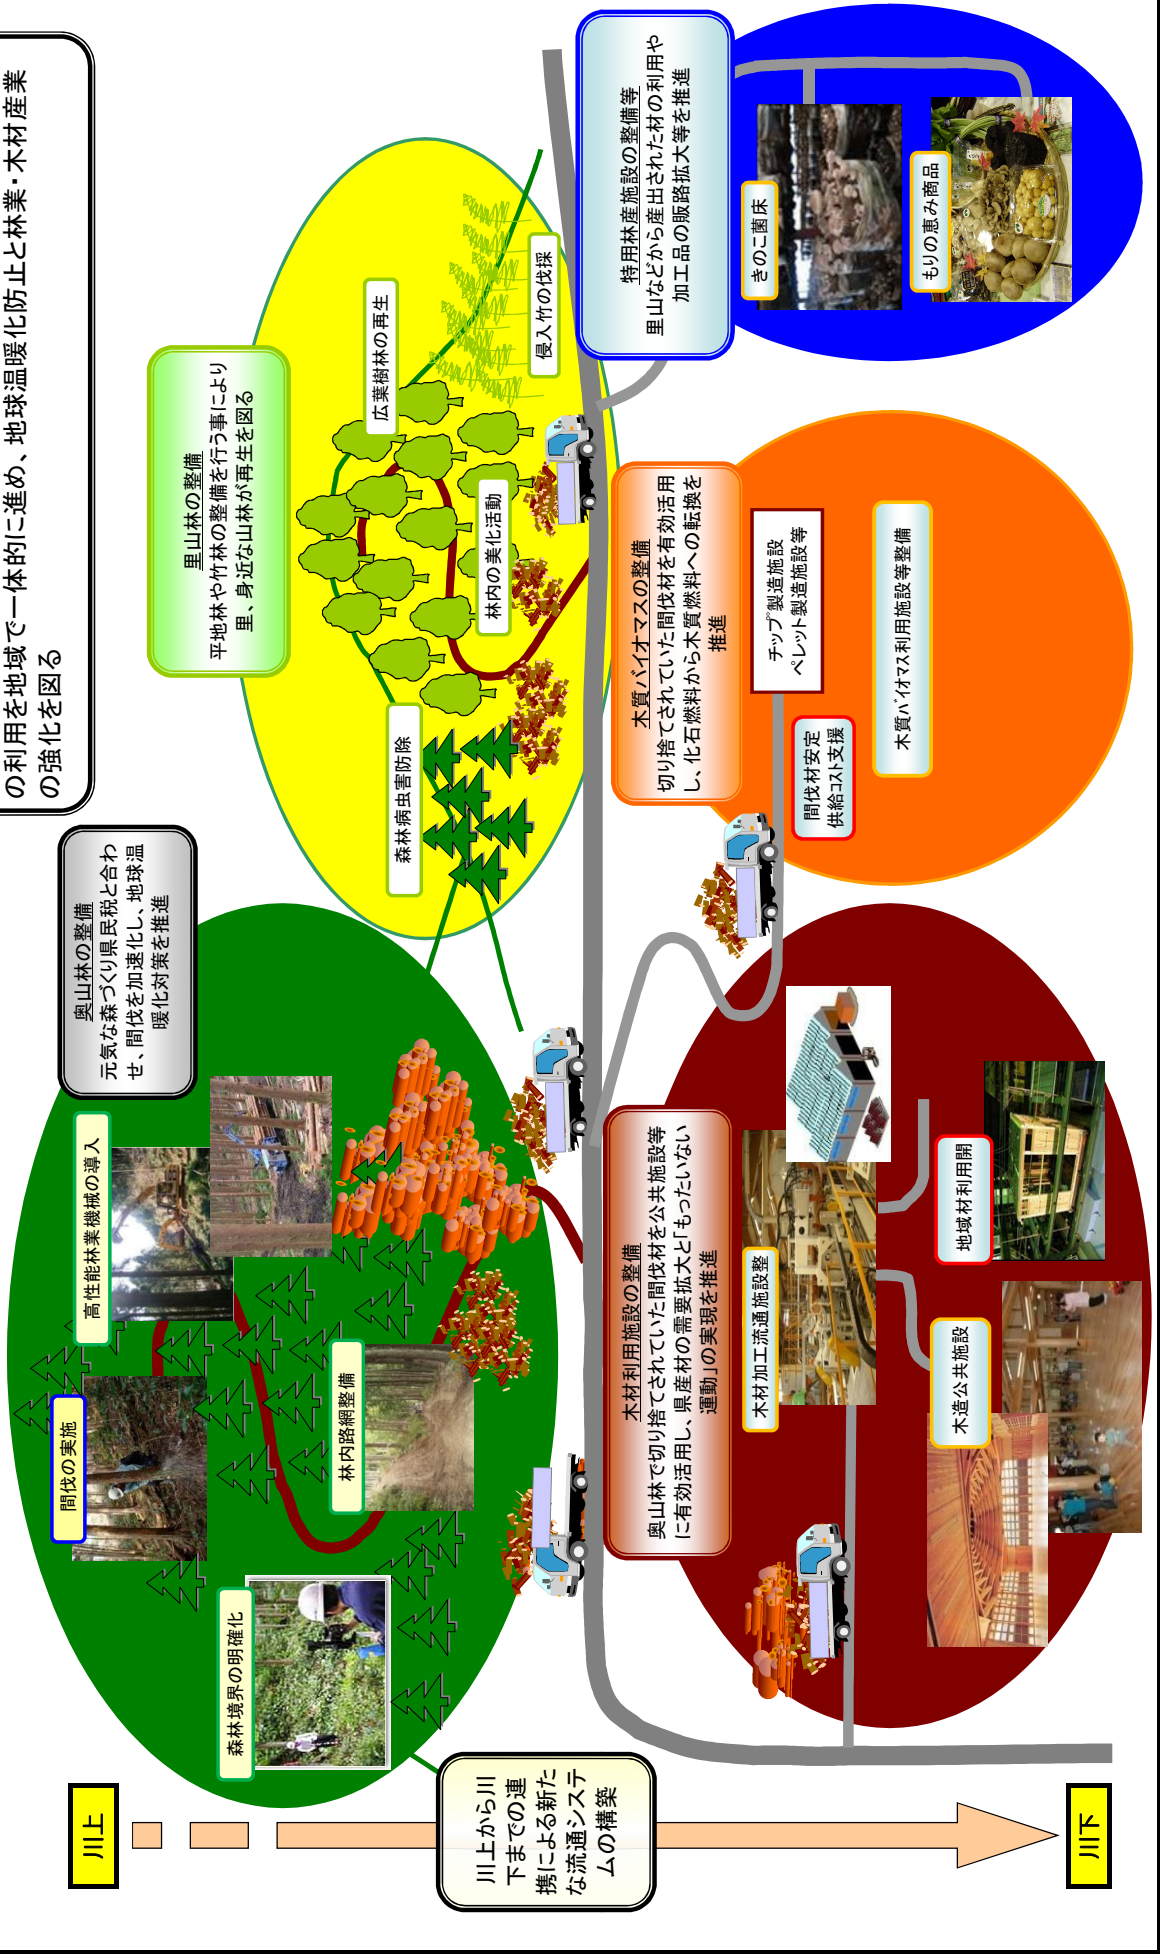 の利用を地域で一体的に進め、地球温暖化防止と林業・木材産業
の強化を図る
川上
川上から川
下までの連
携による新た
な流通システ
ムの構築
川下
奥山林の整備
元気な森づくり県民税と合わ
せ、間伐を加速化し、地球温
暖化対策を推進
間伐の実施
高性能林業機械の導入
森林境界の明確化
林内路網整備
里山林の整備
平地林や竹林の整備を行う事により
里、身近な山林が再生を図る
森林病虫害防除
広葉樹林の再生
林内の美化活動
侵入竹の伐採
木材利用施設の整備
奥山林で切り捨てされていた間伐材を公共施設等
に有効活用し、県産材の需要拡大と「もったいない
運動」の実現を推進
木材加工流通施設整
木造公共施設
地域材利用開
木質バイオマスの整備
切り捨てされていた間伐材を有効活用
し、化石燃料から木質燃料への転換を
推進
チップ製造施設
ペレット製造施設等
間伐材安定
供給ｺｽﾄ支援
木質ﾊﾞｲｵﾏｽ利用施設等整備
特用林産施設の整備等
里山などから産出された材の利用や
加工品の販路拡大等を推進
きのこ菌床
もりの恵み商品